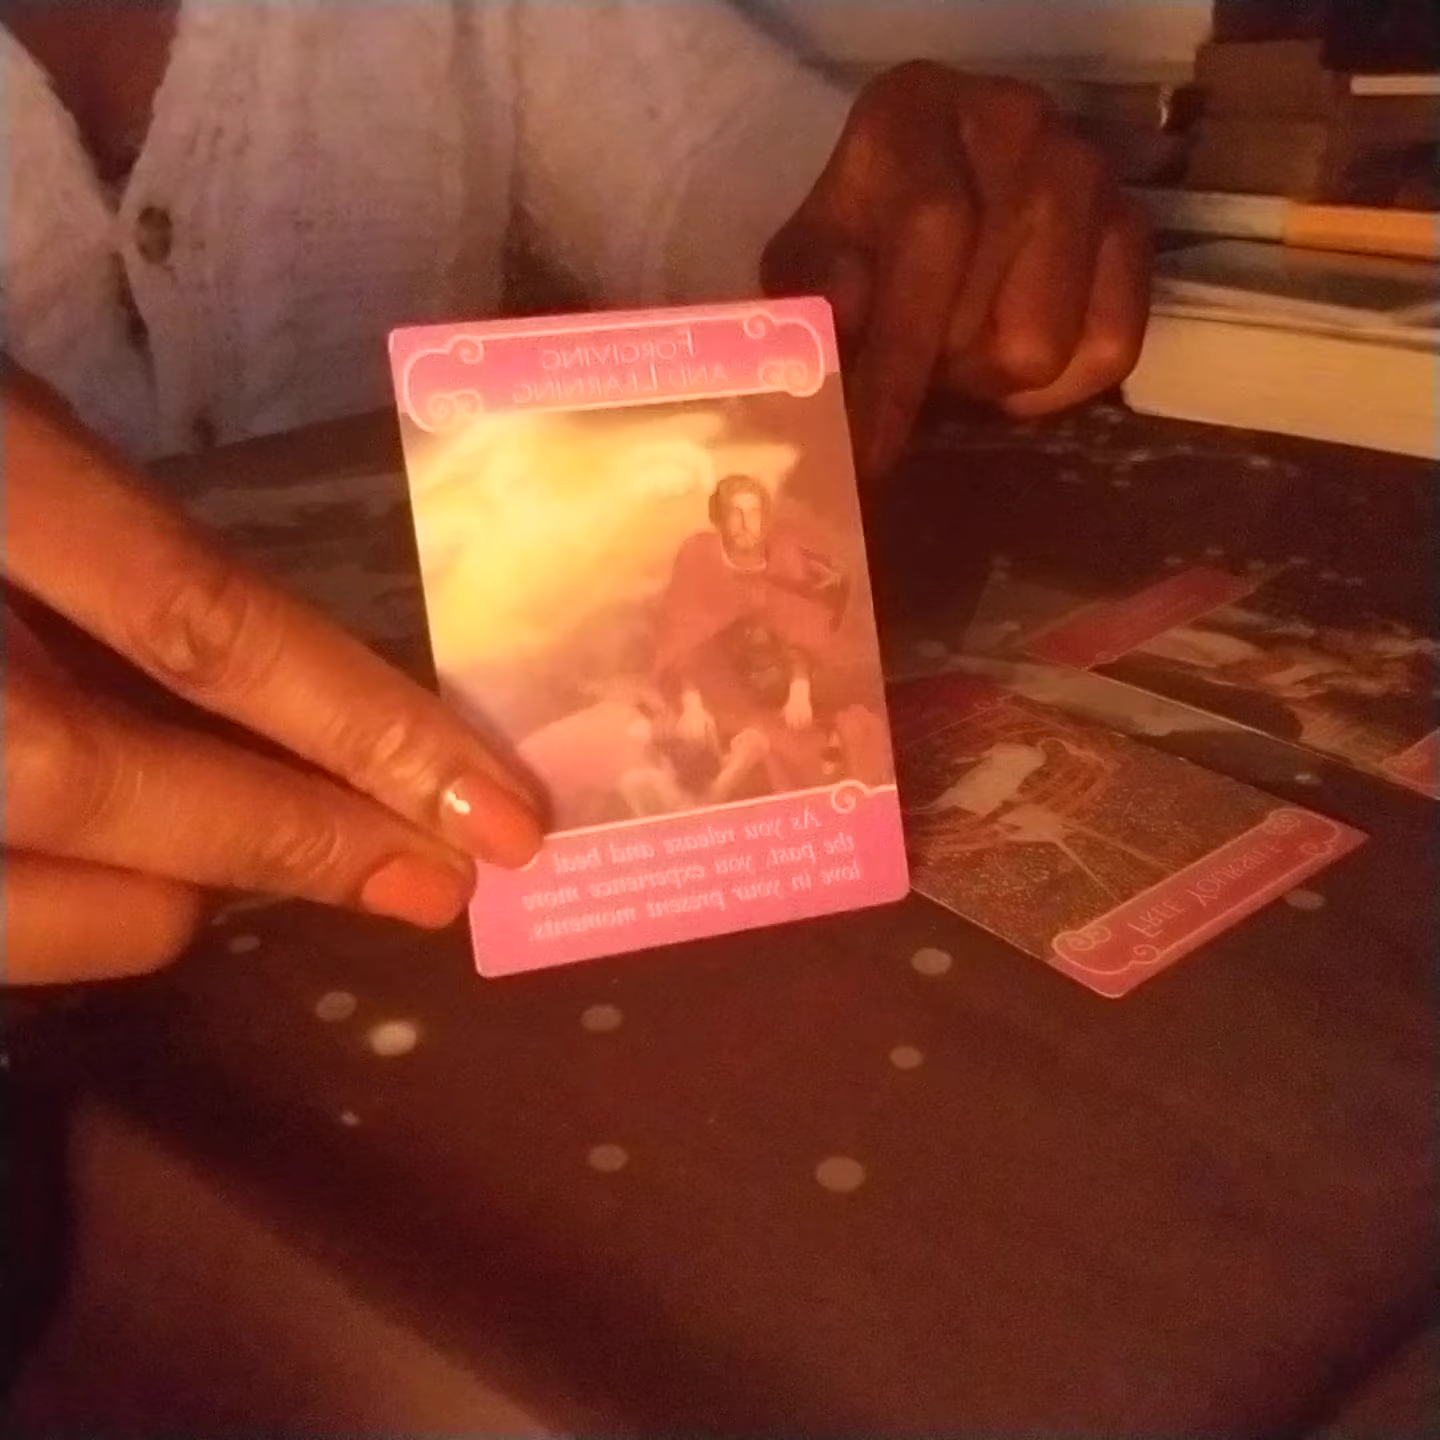 FORGIVING
AND LEARNING
As you release and heal
the past, you experience more
love in your present moments.